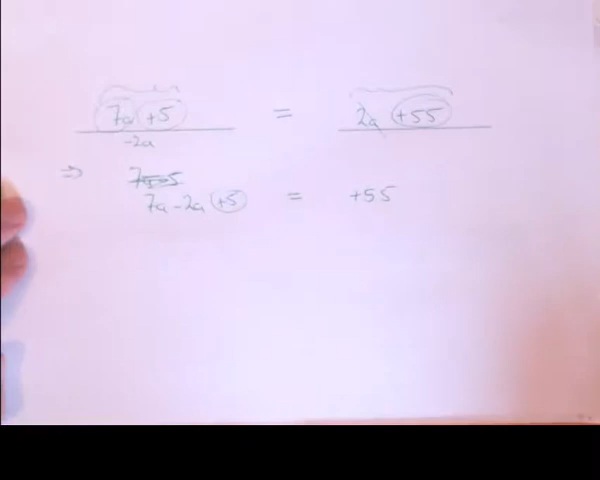 7a +5 = 2a +55
-2a
⇒ 7a-2a +5 = +55